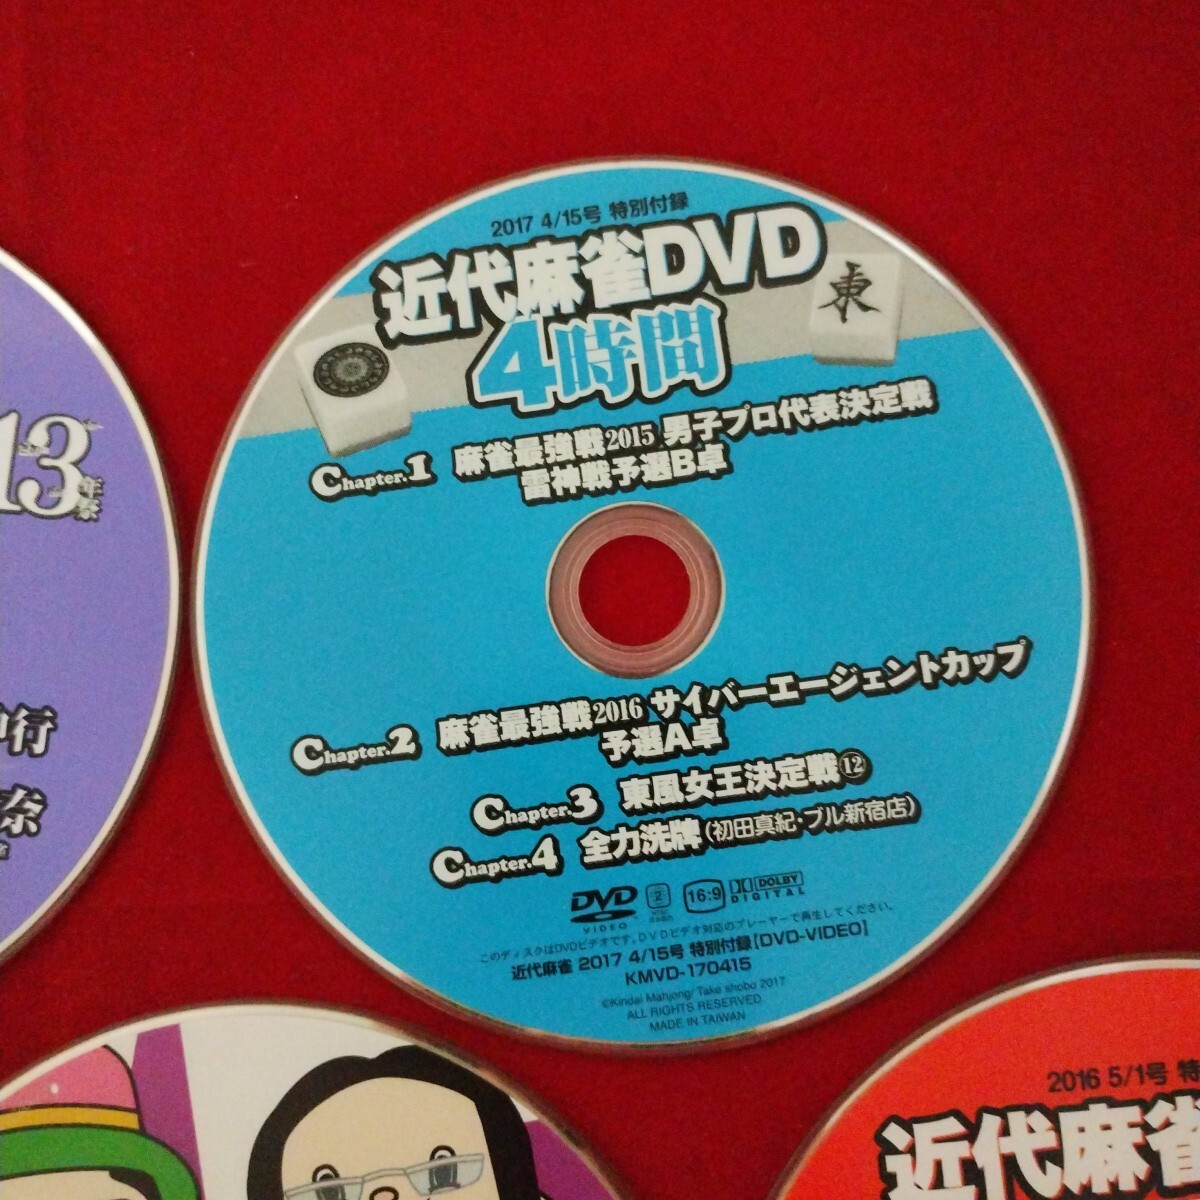 2017 4/15号 特別付録
近代麻雀DVD
4時間
東
Chapter.1 麻雀最強戦2015 男子プロ代表決定戦
雷神戦予選B卓
Chapter.2 麻雀最強戦2016 サイバーエージェントカップ
予選A卓
Chapter.3 東風女王決定戦⑫
Chapter.4 全力洗牌(初田真紀・ブル新宿店)
DVD
VIDEO
2
16:9
DOLBY
DIGITAL
このディスクはDVDビデオです。DVDビデオ対応のプレーヤーで再生してください。
近代麻雀 2017 4/15号 特別付録[DVD-VIDEO]
KMVD-170415
©Kindai Mahjong/ Take shobo 2017
ALL RIGHTS RESERVED
MADE IN TAIWAN
13
行
奈
2016 5/1号 特
近代麻雀